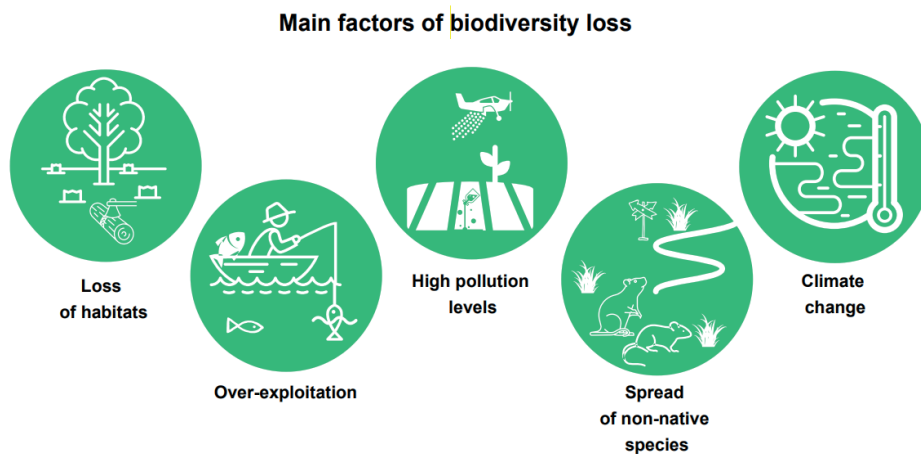 Main factors of biodiversity loss
Loss
of habitats
Over-exploitation
High pollution
levels
Spread
of non-native
species
Climate
change